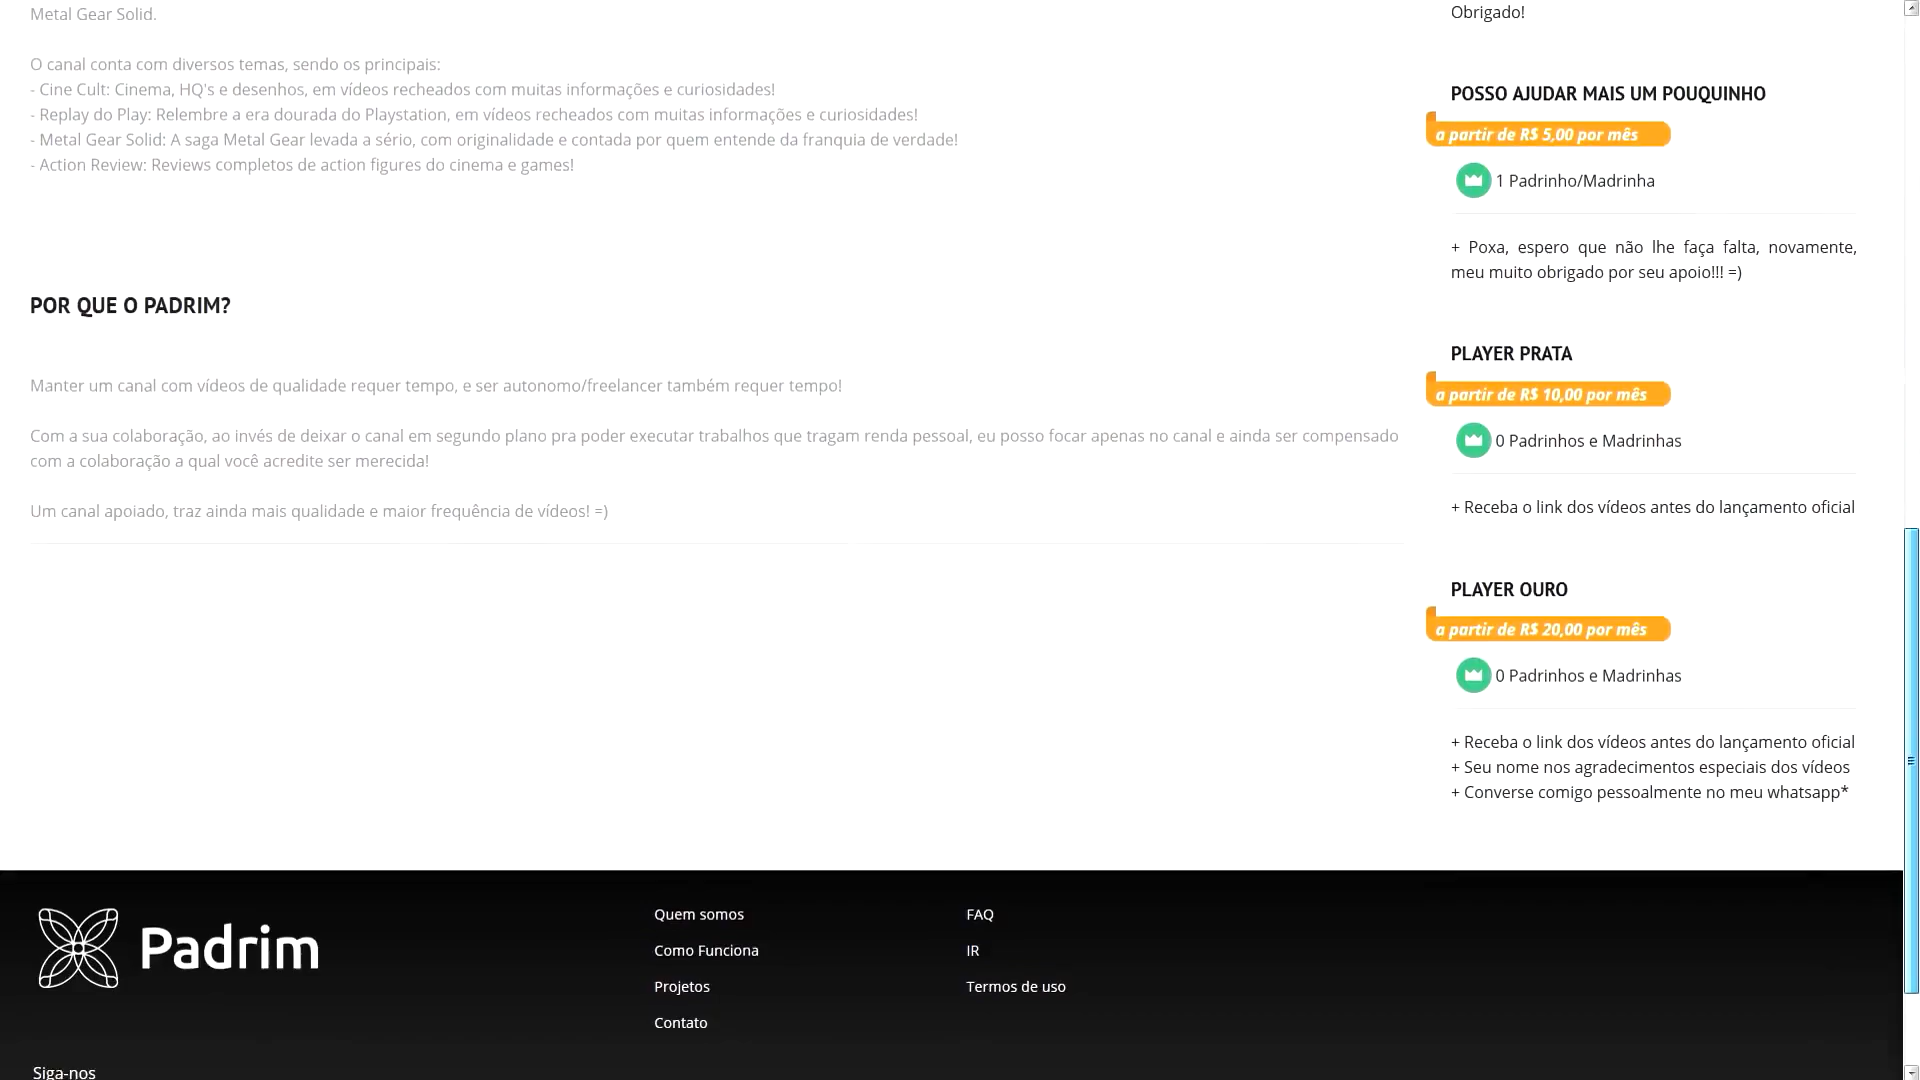 Metal Gear Solid.
O canal conta com diversos temas, sendo os principais:
- Cine Cult: Cinema, HQ's e desenhos, em vídeos recheados com muitas informações e curiosidades!
- Replay do Play: Relembre a era dourada do Playstation, em vídeos recheados com muitas informações e curiosidades!
- Metal Gear Solid: A saga Metal Gear levada a sério, com originalidade e contada por quem entende da franquia de verdade!
- Action Review: Reviews completos de action figures do cinema e games!
POR QUE O PADRIM?
Manter um canal com vídeos de qualidade requer tempo, e ser autonomo/freelancer também requer tempo!
Com a sua colaboração, ao invés de deixar o canal em segundo plano pra poder executar trabalhos que tragam renda pessoal, eu posso focar apenas no canal e ainda ser compensado
com a colaboração a qual você acredite ser merecida!
Um canal apoiado, traz ainda mais qualidade e maior frequência de vídeos! =)
Obrigado!
POSSO AJUDAR MAIS UM POUQUINHO
a partir de R$ 5,00 por mês
1 Padrinho/Madrinha
+ Poxa, espero que não lhe faça falta, novamente,
meu muito obrigado por seu apoio!!! =)
PLAYER PRATA
a partir de R$ 10,00 por mês
0 Padrinhos e Madrinhas
+ Receba o link dos vídeos antes do lançamento oficial
PLAYER OURO
a partir de R$ 20,00 por mês
0 Padrinhos e Madrinhas
+ Receba o link dos vídeos antes do lançamento oficial
+ Seu nome nos agradecimentos especiais dos vídeos
+ Converse comigo pessoalmente no meu whatsapp*
Padrim
Quem somos
Como Funciona
Projetos
Contato
FAQ
IR
Termos de uso
Siga-nos